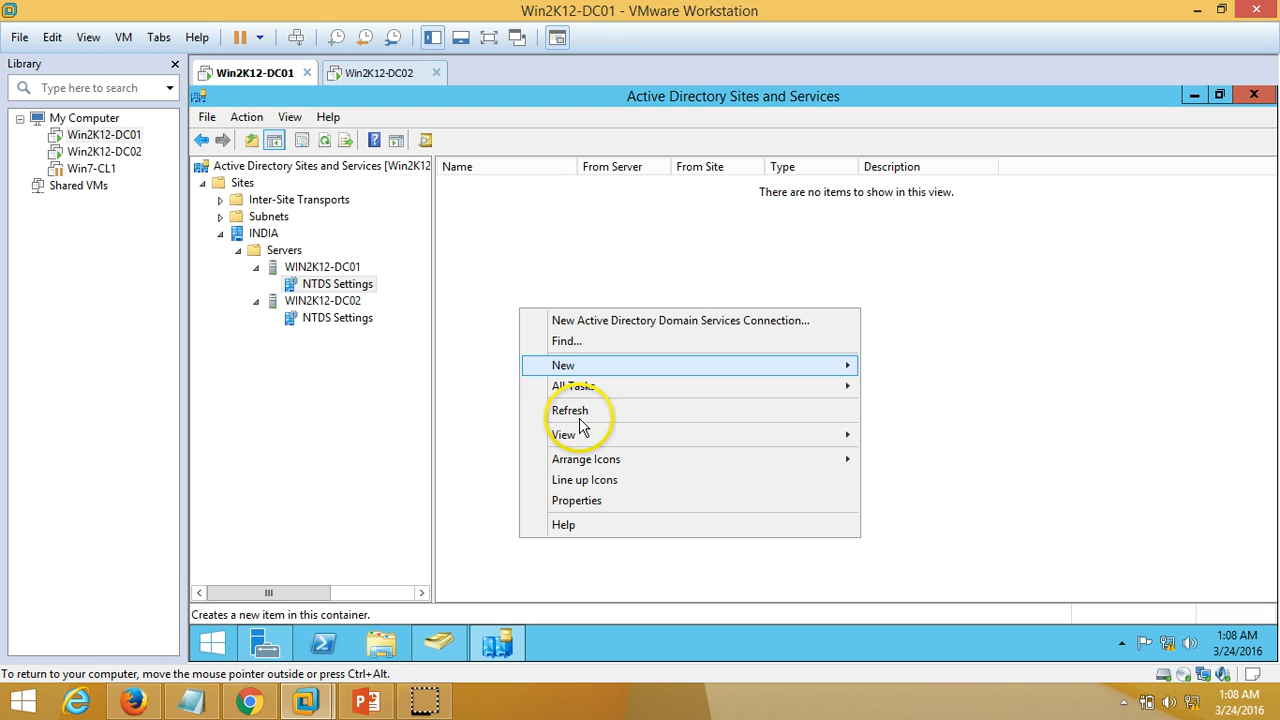 Win2K12-DC01 - VMware Workstation
File Edit View VM Tabs Help
Library
Type here to search
My Computer
Win2K12-DC01
Win2K12-DC02
Win7-CL1
Shared VMs
Win2K12-DC01 Win2K12-DC02
Active Directory Sites and Services
File Action View Help
Active Directory Sites and Services [Win2K12
Sites
Inter-Site Transports
Subnets
INDIA
Servers
WIN2K12-DC01
NTDS Settings
WIN2K12-DC02
NTDS Settings
Name From Server From Site Type Description
There are no items to show in this view.
New Active Directory Domain Services Connection...
Find...
New
All Tasks
Refresh
View
Arrange Icons
Line up Icons
Properties
Help
Creates a new item in this container.
1:08 AM
3/24/2016
To return to your computer, move the mouse pointer outside or press Ctrl+Alt.
1:08 AM
3/24/2016